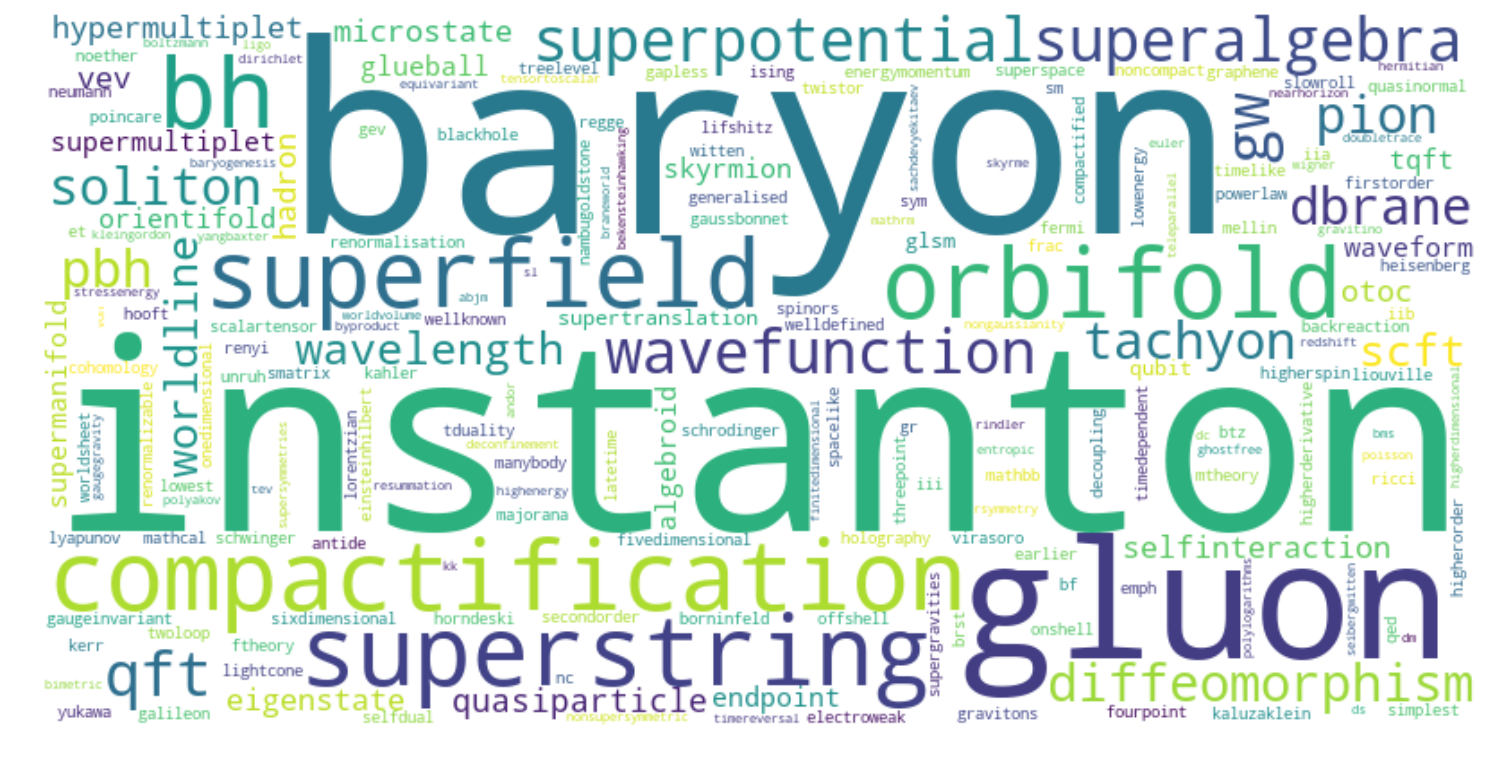 hypermultiplet
boltzmann
ligo
microstate
superpotential
superalgebra
noether
dirichlet
glueball
treelevel
gapless
ising
energymomentum
superspace
noncompact
graphene
hermitian
vev
bh
equivariant
tensortoscalar
twistor
sm
slowroll
quasinormal
neumann
nearhorizon
baryon
poincare
gev
blackhole
regge
lifshitz
sachdevyekitaev
compactified
gw
pion
doubletrace
supermultiplet
hadron
bekensteinhawking
witten
lowenergy
euler
iia
wigner
tqft
baryogenesis
nambugoldstone
braneworld
skyrmion
skyrme
timelike
firstorder
soliton
generalised
sym
teleparallel
powerlaw
dbrane
orientifold
gaussbonnet
mathrm
fermi
mellin
gravitino
et
kleingordon
yangbaxter
renormalisation
glsm
frac
waveform
pbh
worldline
superfield
sl
orbifold
heisenberg
stressenergy
abjm
otoc
supermanifold
hooft
vun
scalartensor
worldvolume
byproduct
wellknown
supertranslation
spinors
welldefined
nongaussianity
tachyon
backreaction
iib
redshift
scft
cohomology
renyi
wavelength
wavefunction
unruh
smatrix
kahler
qubit
higherspin
liouville
instanton
worldsheet
gaugegravity
renormalizable
onedimensional
lorentzian
einsteinhilbert
andor
tduality
deconfinement
latetime
algebroid
schrodinger
finitedimensional
spacelike
gr
rindler
decoupling
timedependent
dc
btz
ghostfree
higherderivative
bms
poisson
higherdimensional
manybody
threepoint
entropic
lowest
polyakov
tev
supersymmetries
resummation
highenergy
iii
mathbb
mtheory
ricci
majorana
rsymmetry
lyapunov
mathcal
schwinger
antide
fivedimensional
holography
virasoro
earlier
selfinteraction
higherorder
compactification
kk
gluon
bf
emph
polylogarithms
seibergwitten
supergravities
brst
gaugeinvariant
sixdimensional
horndeski
secondorder
borninfeld
offshell
onshell
qed
dm
twoloop
kerr
ftheory
superstring
qft
lightcone
nc
diffeomorphism
bimetric
eigenstate
quasiparticle
endpoint
yukawa
galileon
selfdual
nonsupersymmetric
timereversal
electroweak
gravitons
fourpoint
kaluzaklein
ds
simplest